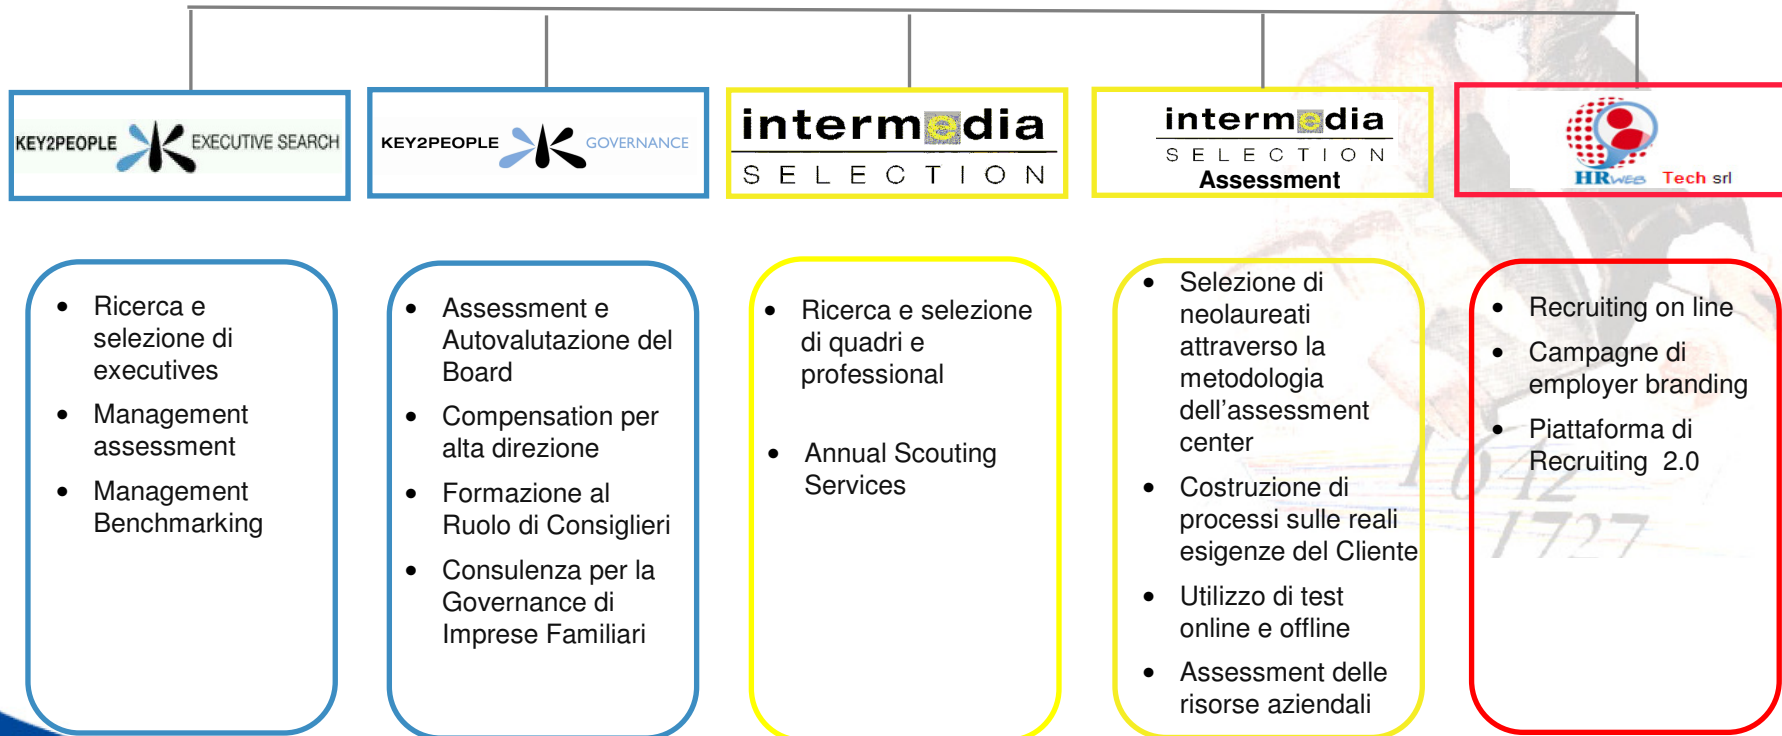 KEY2PEOPLE EXECUTIVE SEARCH
KEY2PEOPLE GOVERNANCE
intermedia
SELECTION
intermedia
SELECTION
Assessment
HRWEB Tech srl
• Ricerca e
selezione di
executives
• Management
assessment
• Management
Benchmarking
• Assessment e
Autovalutazione del
Board
• Compensation per
alta direzione
• Formazione al
Ruolo di Consiglieri
• Consulenza per la
Governance di
Imprese Familiari
• Ricerca e selezione
di quadri e
professional
• Annual Scouting
Services
• Selezione di
neolaureati
attraverso la
metodologia
dell’assessment
center
• Costruzione di
processi sulle reali
esigenze del Cliente
• Utilizzo di test
online e offline
• Assessment delle
risorse aziendali
• Recruiting on line
• Campagne di
employer branding
• Piattaforma di
Recruiting 2.0
1642
1727